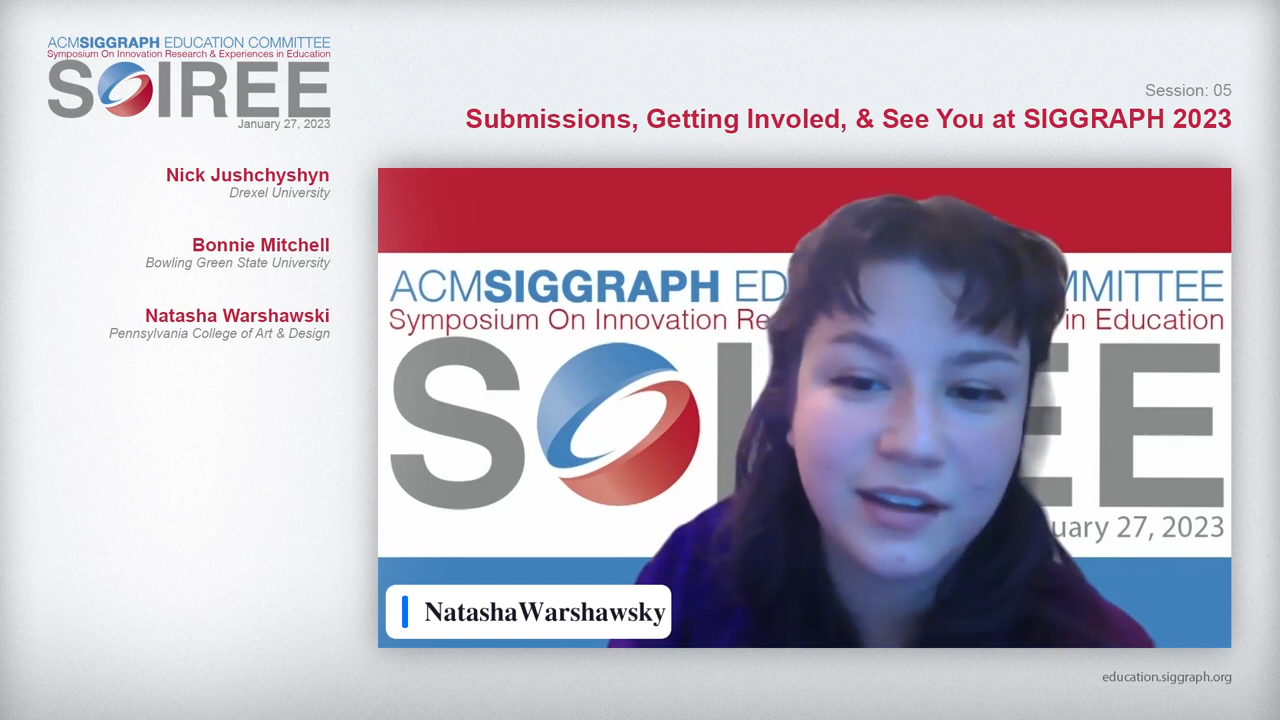 ACMSIGGRAPH EDUCATION COMMITTEE
Symposium On Innovation Research & Experiences in Education
SOIREE
January 27, 2023
Session: 05
Submissions, Getting Involed, & See You at SIGGRAPH 2023
Nick Jushchyshyn
Drexel University
Bonnie Mitchell
Bowling Green State University
Natasha Warshawski
Pennsylvania College of Art & Design
ACMSIGGRAPH ED MMITTEE
Symposium On Innovation Re in Education
SOI EE
uary 27, 2023
NatashaWarshawsky
education.siggraph.org